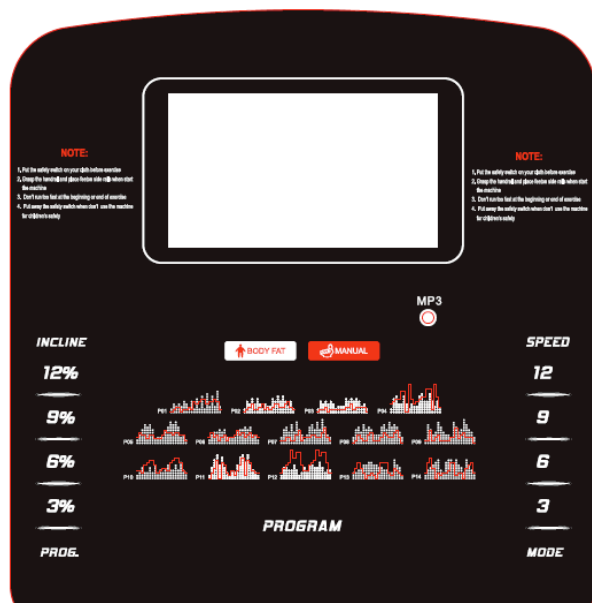 NOTE:
1. Put the safety switch on your cloth before exercise
2. Grasp the handrail and place feet on side rails when start
the machine
3. Don't run too fast at the beginning or end of exercise
4. Put away the safety switch when don't use the machine
for children's safety
NOTE:
1. Put the safety switch on your cloth before exercise
2. Grasp the handrail and place feet on side rails when start
the machine
3. Don't run too fast at the beginning or end of exercise
4. Put away the safety switch when don't use the machine
for children's safety
MP3
INCLINE
12%
9%
6%
3%
PROG.
BODY FAT
MANUAL
P01
P02
P03
P04
P05
P06
P07
P08
P09
P10
P11
P12
P13
P14
PROGRAM
SPEED
12
9
6
3
MODE